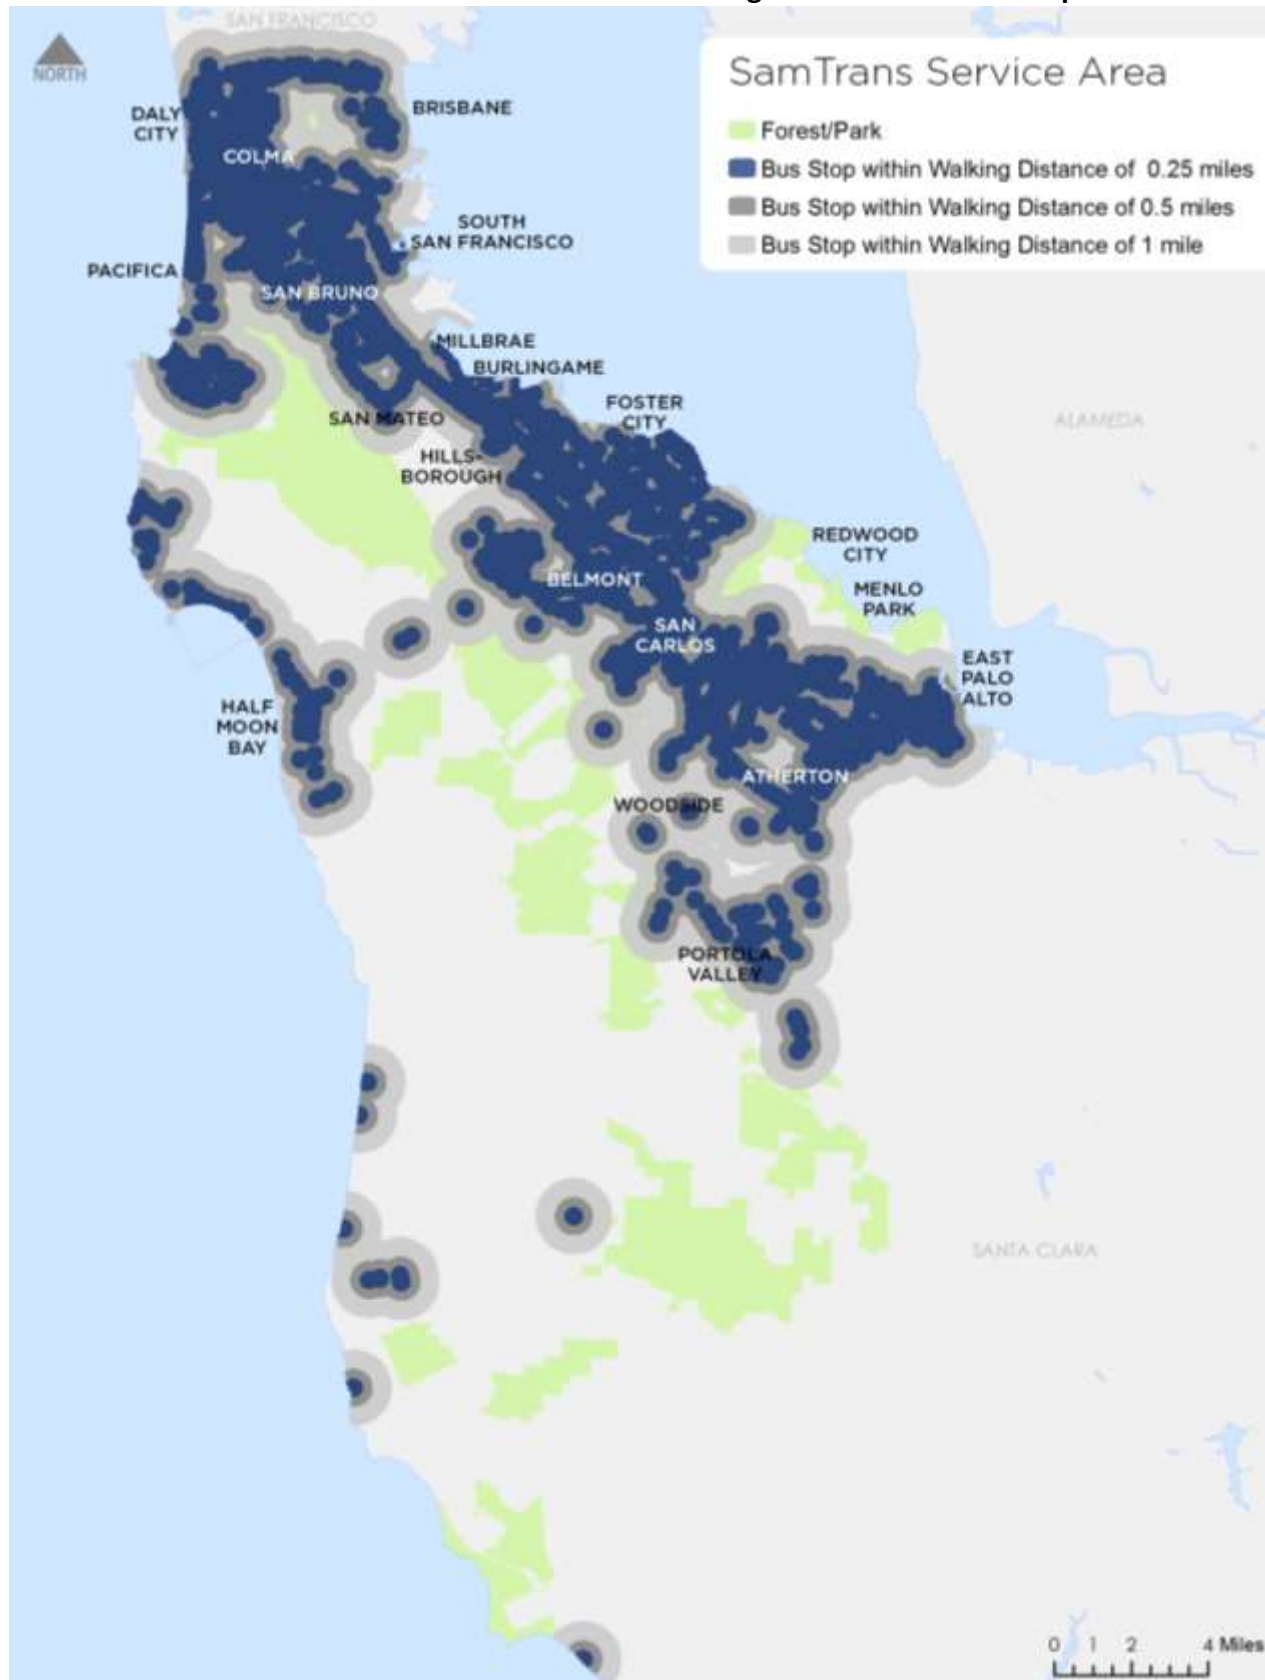 SAN FRANCISCO
NORTH
SamTrans Service Area
Forest/Park
Bus Stop within Walking Distance of 0.25 miles
Bus Stop within Walking Distance of 0.5 miles
Bus Stop within Walking Distance of 1 mile
DALY
CITY
BRISBANE
COLMA
SOUTH
SAN FRANCISCO
PACIFICA
SAN BRUNO
MILLBRAE
BURLINGAME
FOSTER
CITY
SAN MATEO
ALAMEDA
HILLS-
BOROUGH
REDWOOD
CITY
BELMONT
MENLO
PARK
SAN
CARLOS
EAST
PALO
ALTO
HALF
MOON
BAY
ATHERTON
WOODSIDE
PORTOLA
VALLEY
SANTA CLARA
0 1 2 4 Miles